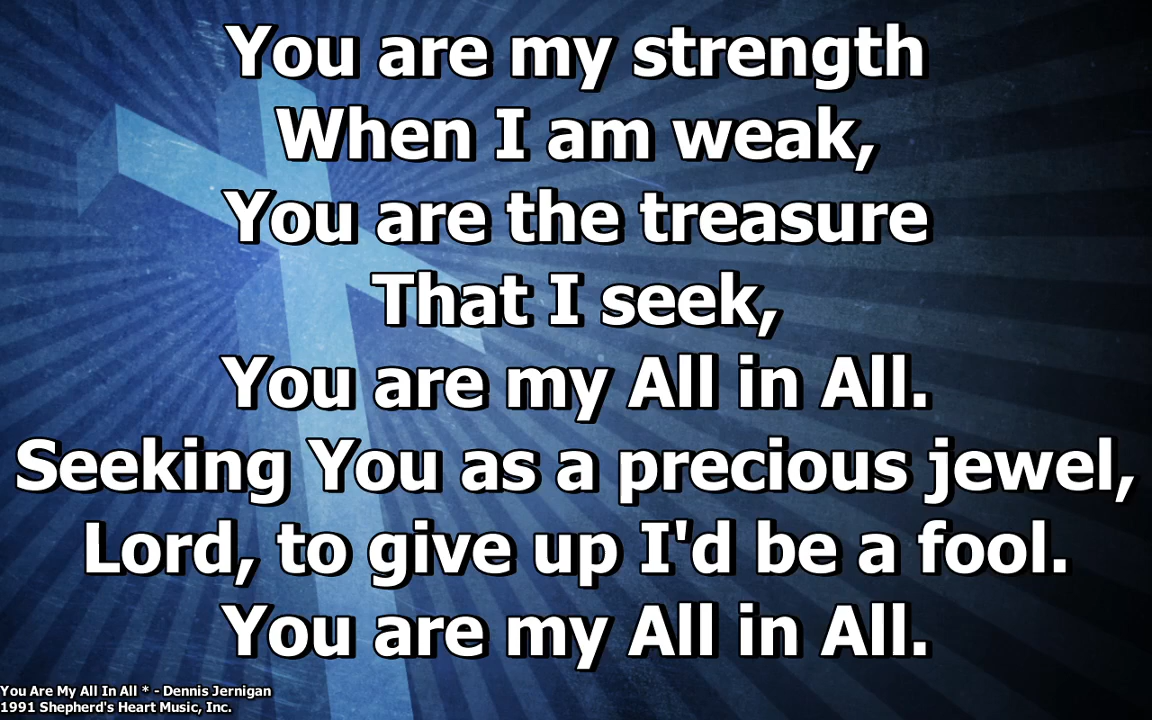 You are my strength
When I am weak,
You are the treasure
That I seek,
You are my All in All.
Seeking You as a precious jewel,
Lord, to give up I'd be a fool.
You are my All in All.
You Are My All In All * - Dennis Jernigan
1991 Shepherd's Heart Music, Inc.